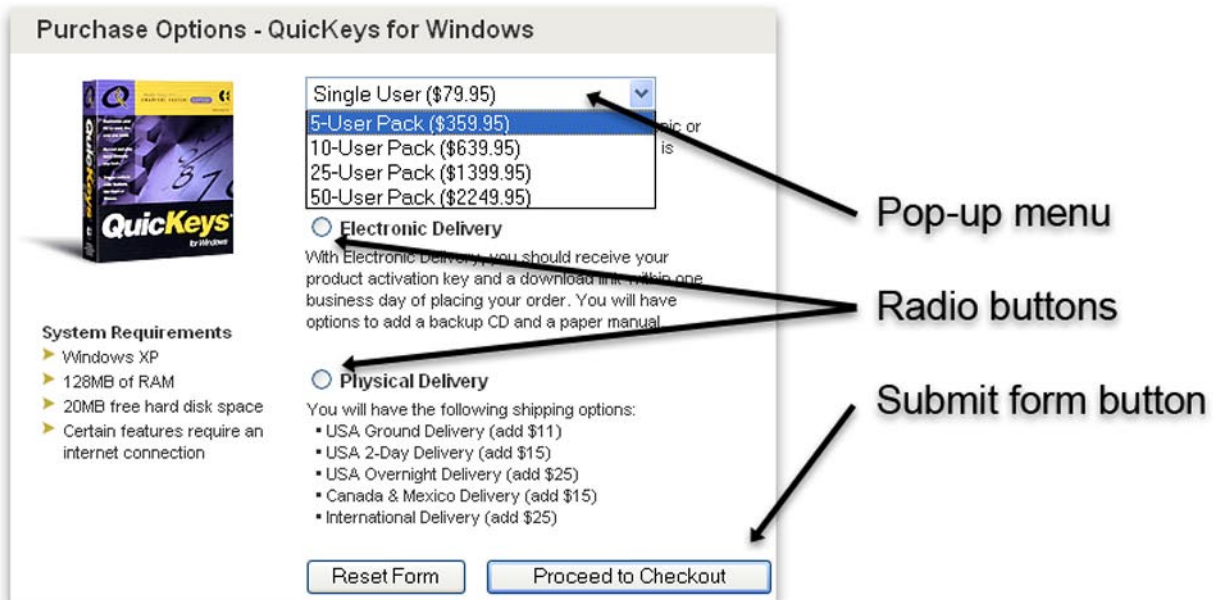 Purchase Options - QuicKeys for Windows
QuicKeys
QuicKeys
for Windows
System Requirements
Windows XP
128MB of RAM
20MB free hard disk space
Certain features require an
internet connection
Single User ($79.95)
5-User Pack ($359.95)
10-User Pack ($639.95)
25-User Pack ($1399.95)
50-User Pack ($2249.95)
or
is
Electronic Delivery
With Electronic Delivery, you should receive your
product activation key and a download link within one
business day of placing your order. You will have
options to add a backup CD and a paper manual.
Physical Delivery
You will have the following shipping options:
▪ USA Ground Delivery (add $11)
▪ USA 2-Day Delivery (add $15)
▪ USA Overnight Delivery (add $25)
▪ Canada & Mexico Delivery (add $15)
▪ International Delivery (add $25)
Reset Form
Proceed to Checkout
Pop-up menu
Radio buttons
Submit form button